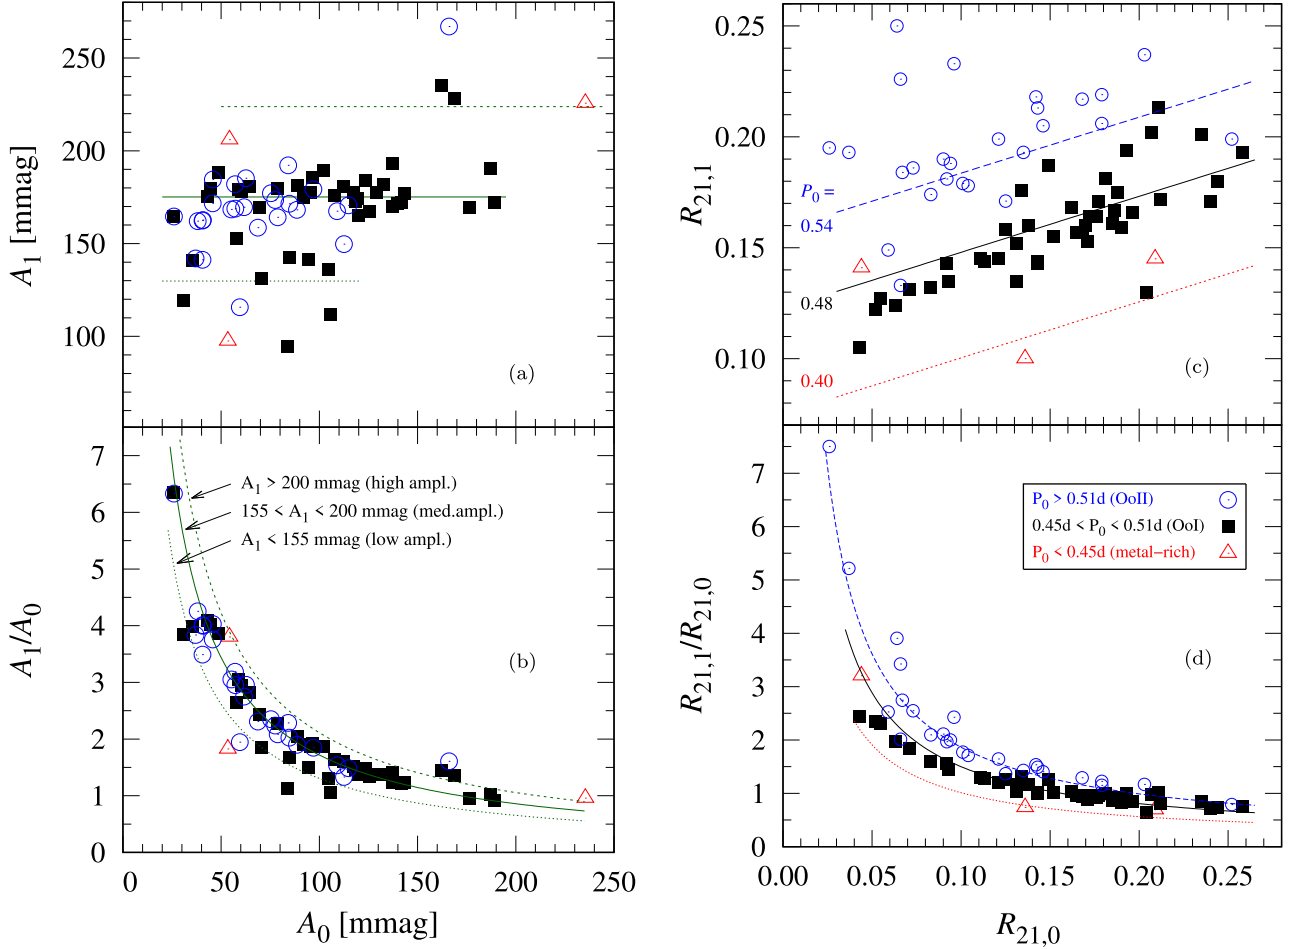 250
200
150
100
A1 [mmag]
(a)
7
6
5
4
3
2
1
0
A1/A0
A1 > 200 mmag (high ampl.)
155 < A1 < 200 mmag (med.ampl.)
A1 < 155 mmag (low ampl.)
(b)
0 50 100 150 200 250
A0 [mmag]
0.25
0.20
0.15
0.10
R21,1
P0 =
0.54
0.48
0.40
(c)
7
6
5
4
3
2
1
0
R21,1/R21,0
P0 > 0.51d (OoII)
0.45d < P0 < 0.51d (OoI)
P0 < 0.45d (metal−rich)
(d)
0.00 0.05 0.10 0.15 0.20 0.25
R21,0